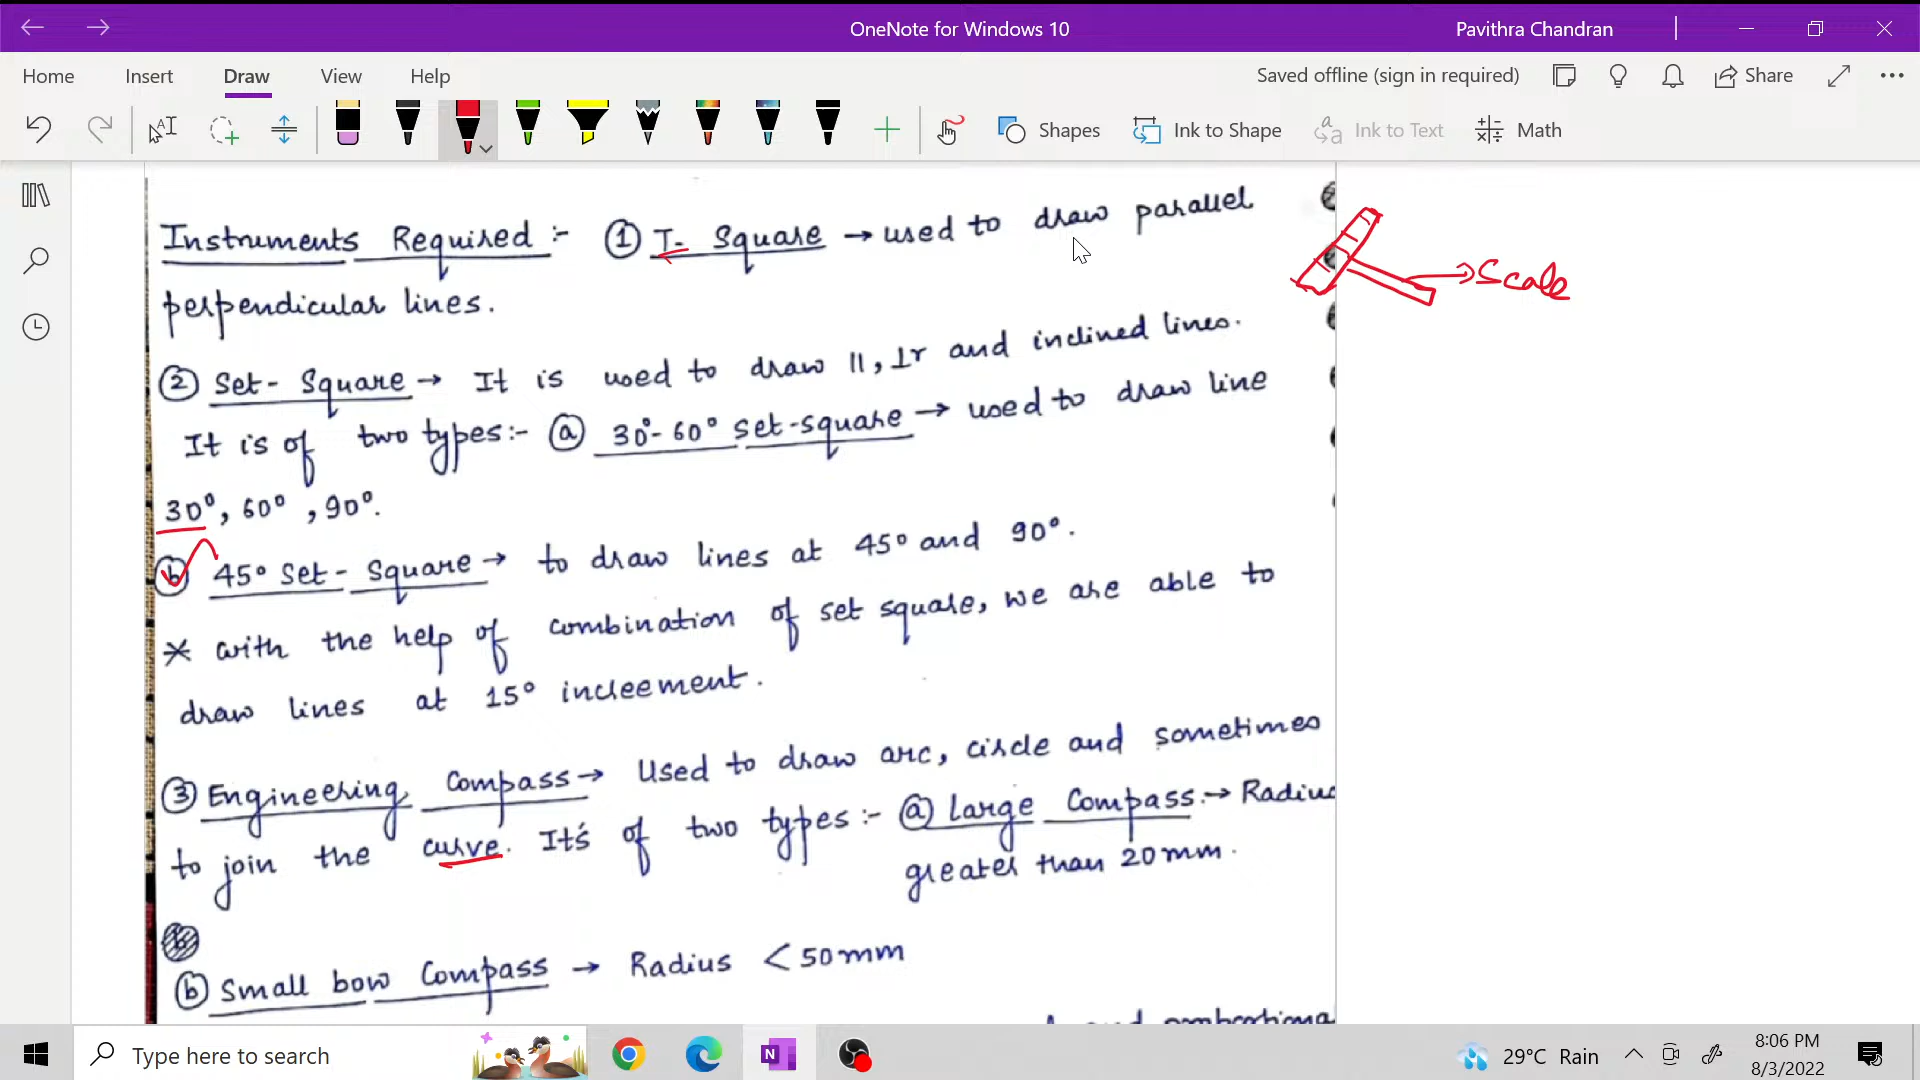 OneNote for Windows 10
Pavithra Chandran
Home Insert Draw View Help
Saved offline (sign in required) Share
Shapes Ink to Shape Ink to Text Math
Instruments Required :- ① T- Square → used to draw parallel
perpendicular lines.
→ Scale
② Set- Square → It is used to draw ||, ⊥r and inclined lines.
It is of two types:- ⓐ 30°-60° Set-square → used to draw line
30°, 60°, 90°.
ⓑ 45° Set- Square → to draw lines at 45° and 90°.
* with the help of combination of set square, we are able to
draw lines at 15° increement.
③ Engineering Compass → Used to draw arc, circle and sometimes
to join the curve. It's of two types :- ⓐ Large Compass. → Radius
greater than 20mm.
ⓑ Small bow Compass → Radius < 50mm
Type here to search
29°C Rain
8:06 PM
8/3/2022